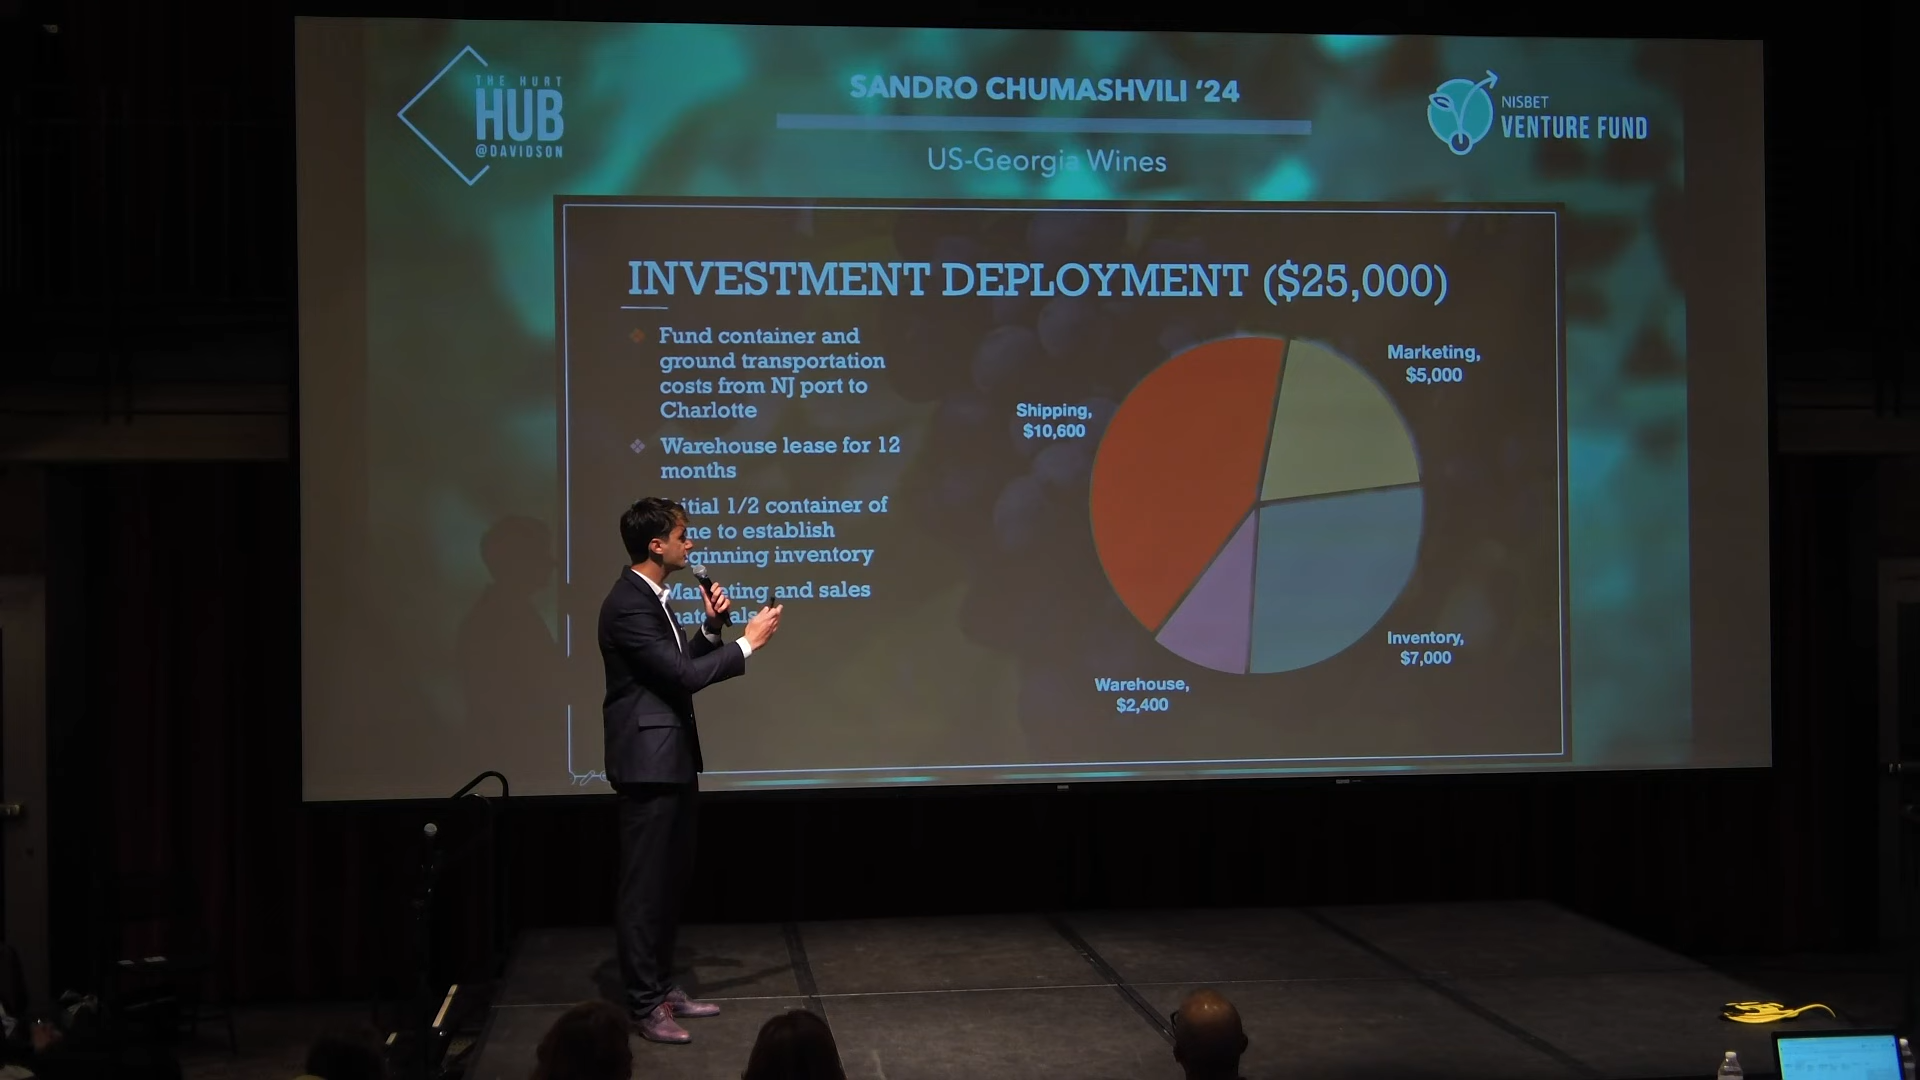 THE HURT
HUB
@DAVIDSON
SANDRO CHUMASHVILI ‘24
US-Georgia Wines
NISBET
VENTURE FUND
INVESTMENT DEPLOYMENT ($25,000)
Fund container and
ground transportation
costs from NJ port to
Charlotte
Warehouse lease for 12
months
1/2 container of
to establish
inventory
and sales
Shipping,
$10,600
Marketing,
$5,000
Inventory,
$7,000
Warehouse,
$2,400